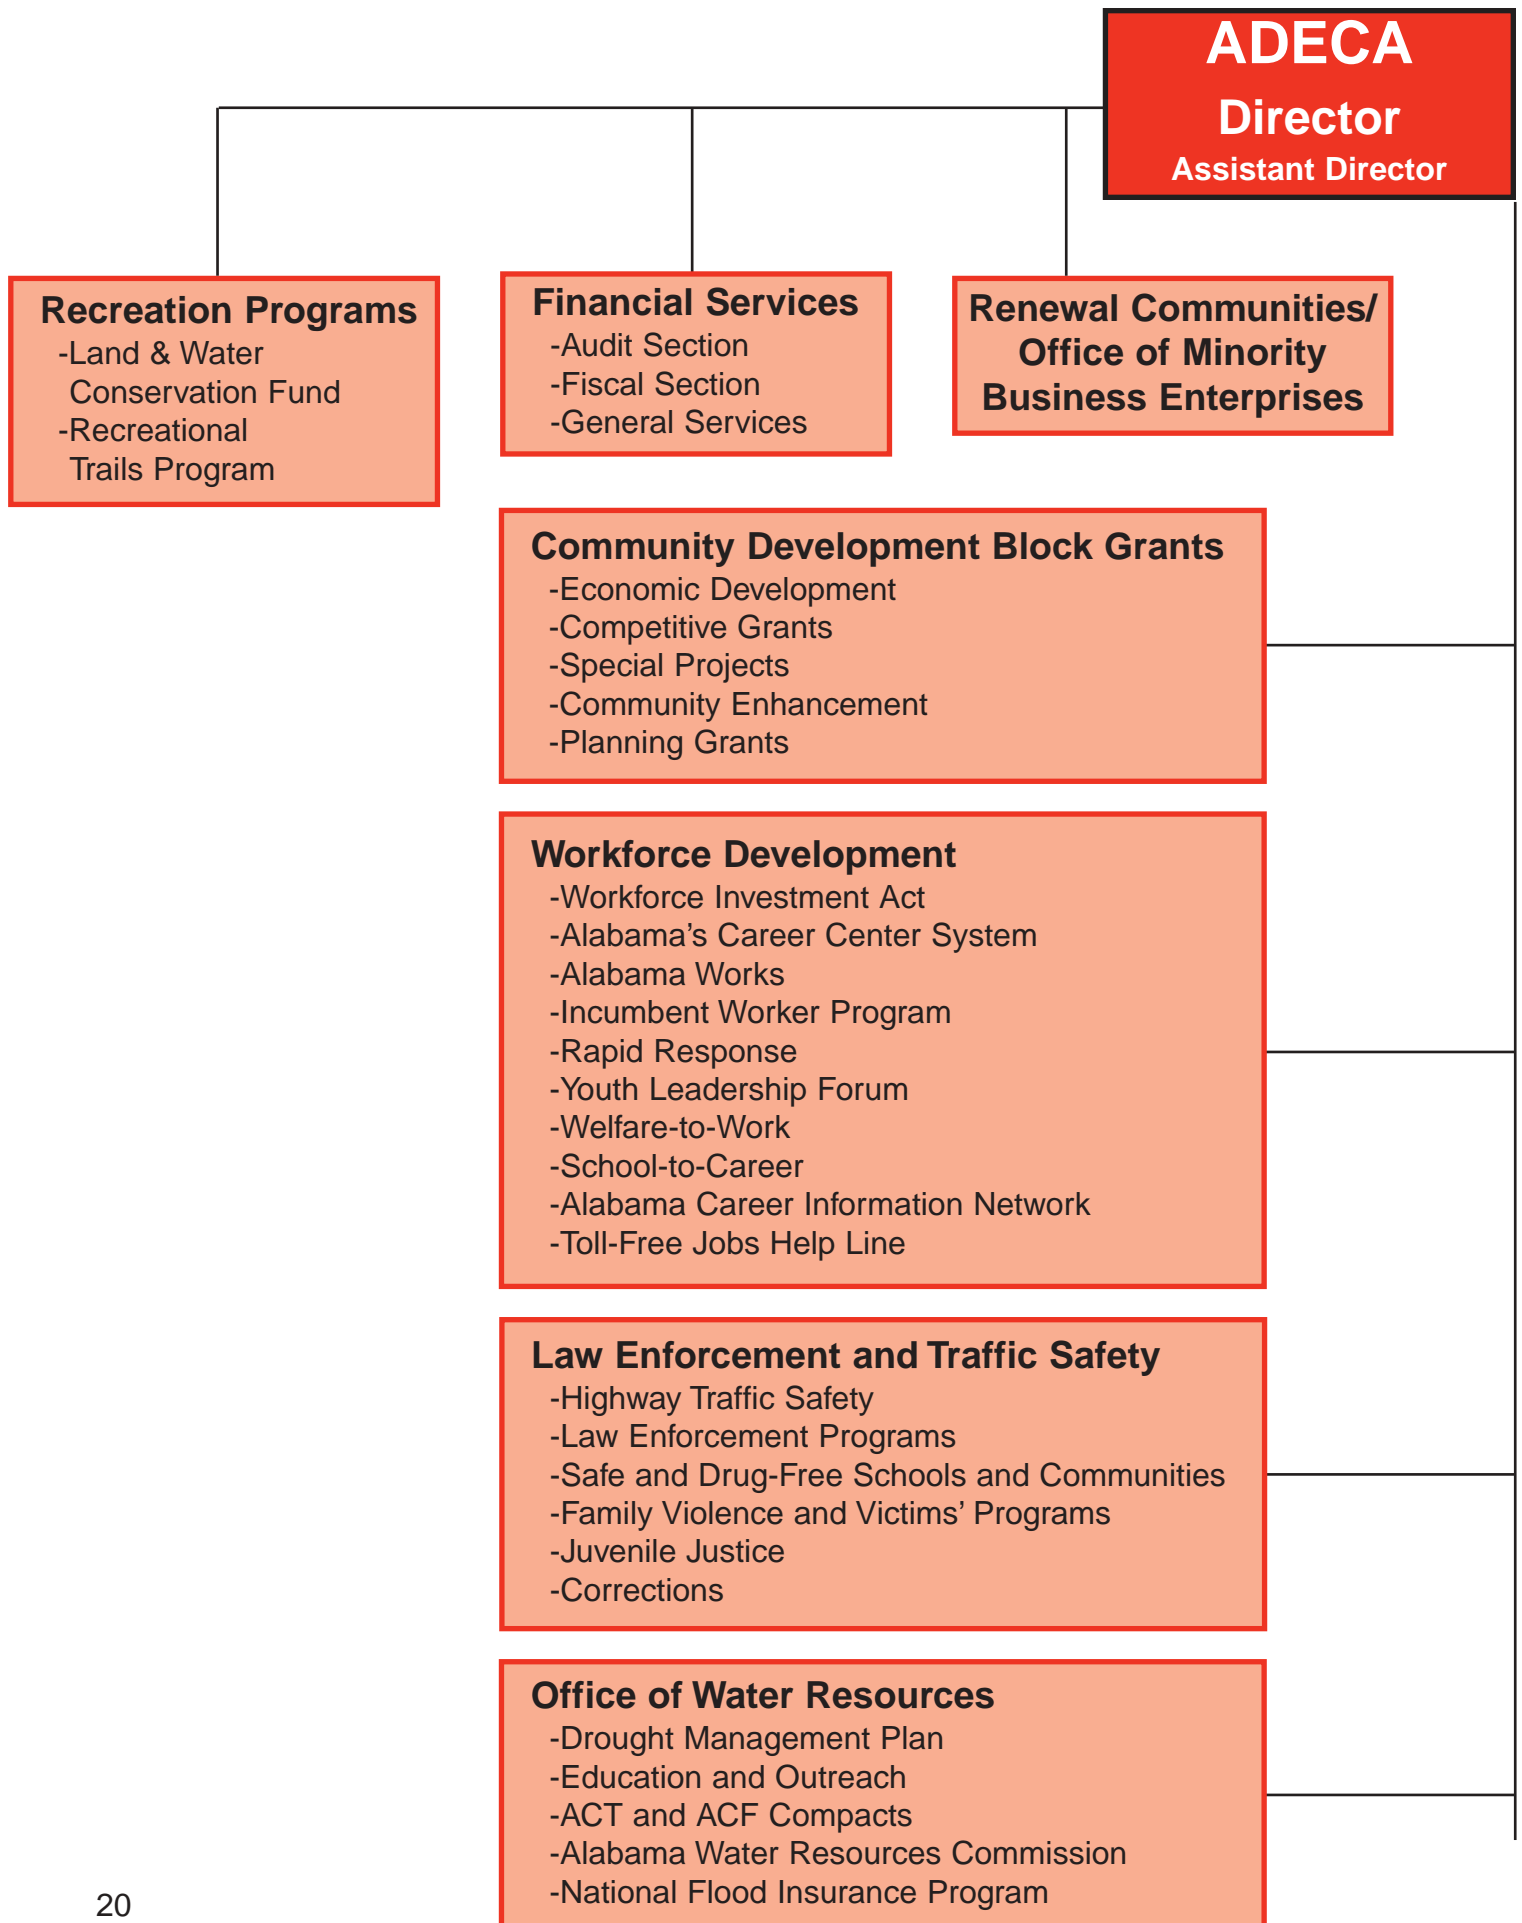 ADECA
Director
Assistant Director
Recreation Programs
-Land & Water
Conservation Fund
-Recreational
Trails Program
Financial Services
-Audit Section
-Fiscal Section
-General Services
Renewal Communities/
Office of Minority
Business Enterprises
Community Development Block Grants
-Economic Development
-Competitive Grants
-Special Projects
-Community Enhancement
-Planning Grants
Workforce Development
-Workforce Investment Act
-Alabama’s Career Center System
-Alabama Works
-Incumbent Worker Program
-Rapid Response
-Youth Leadership Forum
-Welfare-to-Work
-School-to-Career
-Alabama Career Information Network
-Toll-Free Jobs Help Line
Law Enforcement and Traffic Safety
-Highway Traffic Safety
-Law Enforcement Programs
-Safe and Drug-Free Schools and Communities
-Family Violence and Victims’ Programs
-Juvenile Justice
-Corrections
Office of Water Resources
-Drought Management Plan
-Education and Outreach
-ACT and ACF Compacts
-Alabama Water Resources Commission
-National Flood Insurance Program
20